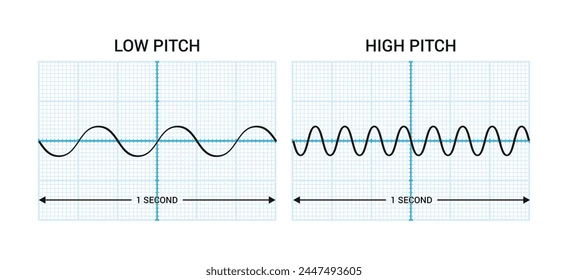 LOW PITCH
HIGH PITCH
1 SECOND
1 SECOND
shutterstock.com · 2447493605